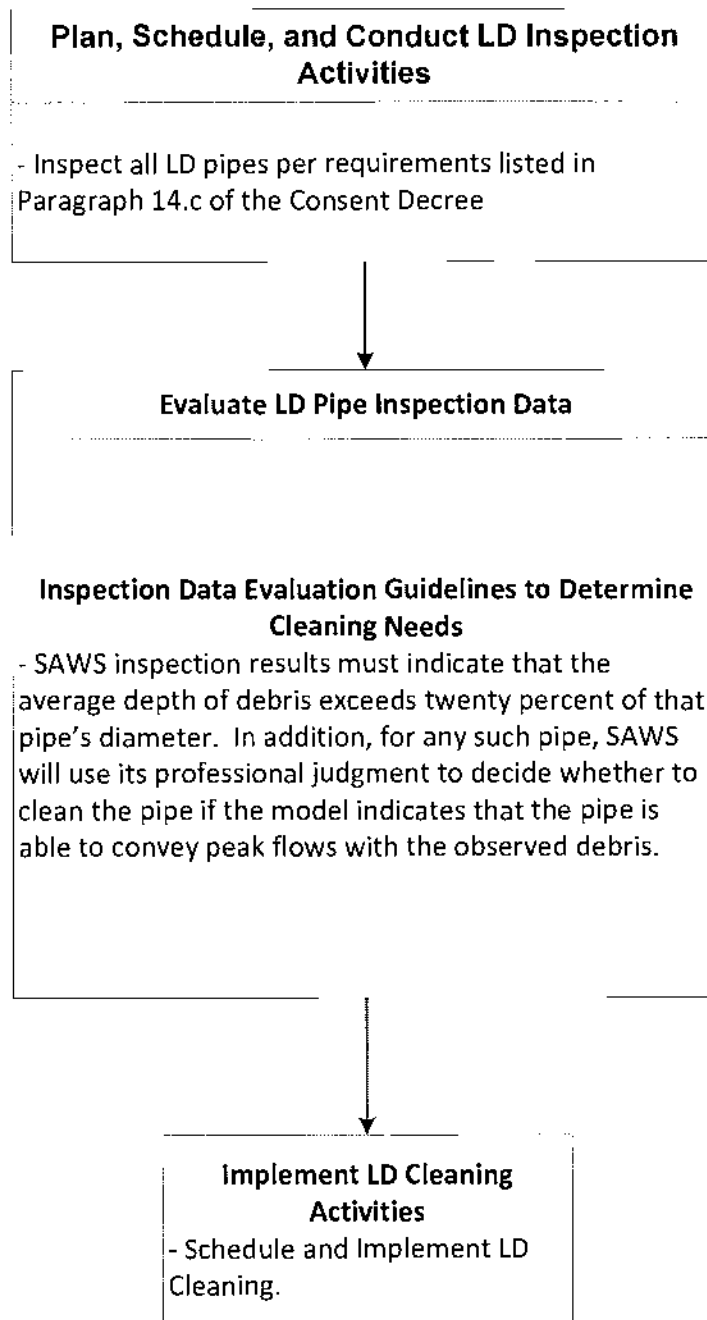 Plan, Schedule, and Conduct LD Inspection
Activities
- Inspect all LD pipes per requirements listed in
Paragraph 14.c of the Consent Decree
Evaluate LD Pipe Inspection Data
Inspection Data Evaluation Guidelines to Determine
Cleaning Needs
- SAWS inspection results must indicate that the
average depth of debris exceeds twenty percent of that
pipe's diameter.  In addition, for any such pipe, SAWS
will use its professional judgment to decide whether to
clean the pipe if the model indicates that the pipe is
able to convey peak flows with the observed debris.
Implement LD Cleaning
Activities
- Schedule and Implement LD
Cleaning.